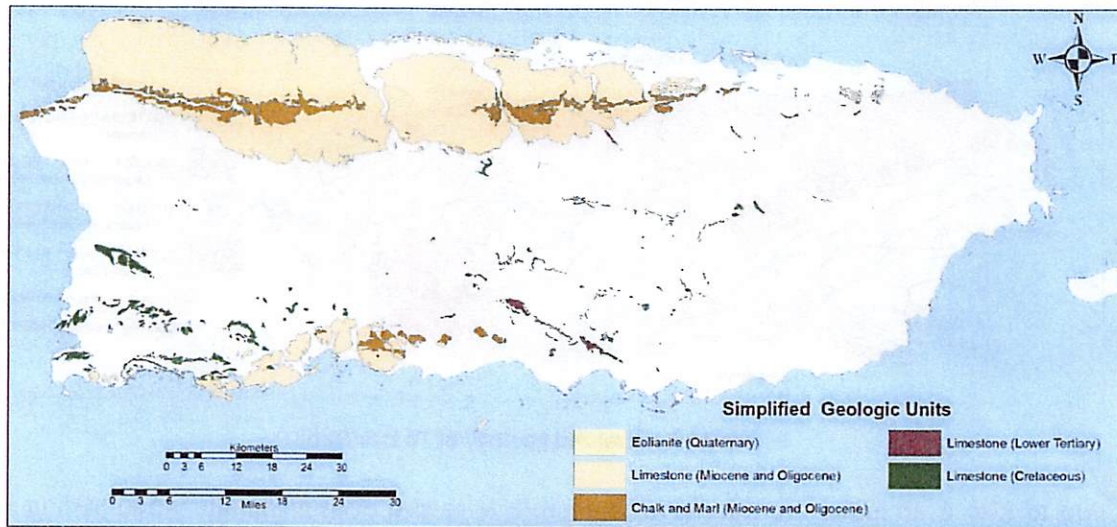 N
W
E
S
Simplified Geologic Units
Eolianite (Quaternary)
Limestone (Miocene and Oligocene)
Chalk and Marl (Miocene and Oligocene)
Limestone (Lower Tertiary)
Limestone (Cretaceous)
Kilometers
0 3 6 12 18 24 30
0 3 6 12 18 24 30
Miles